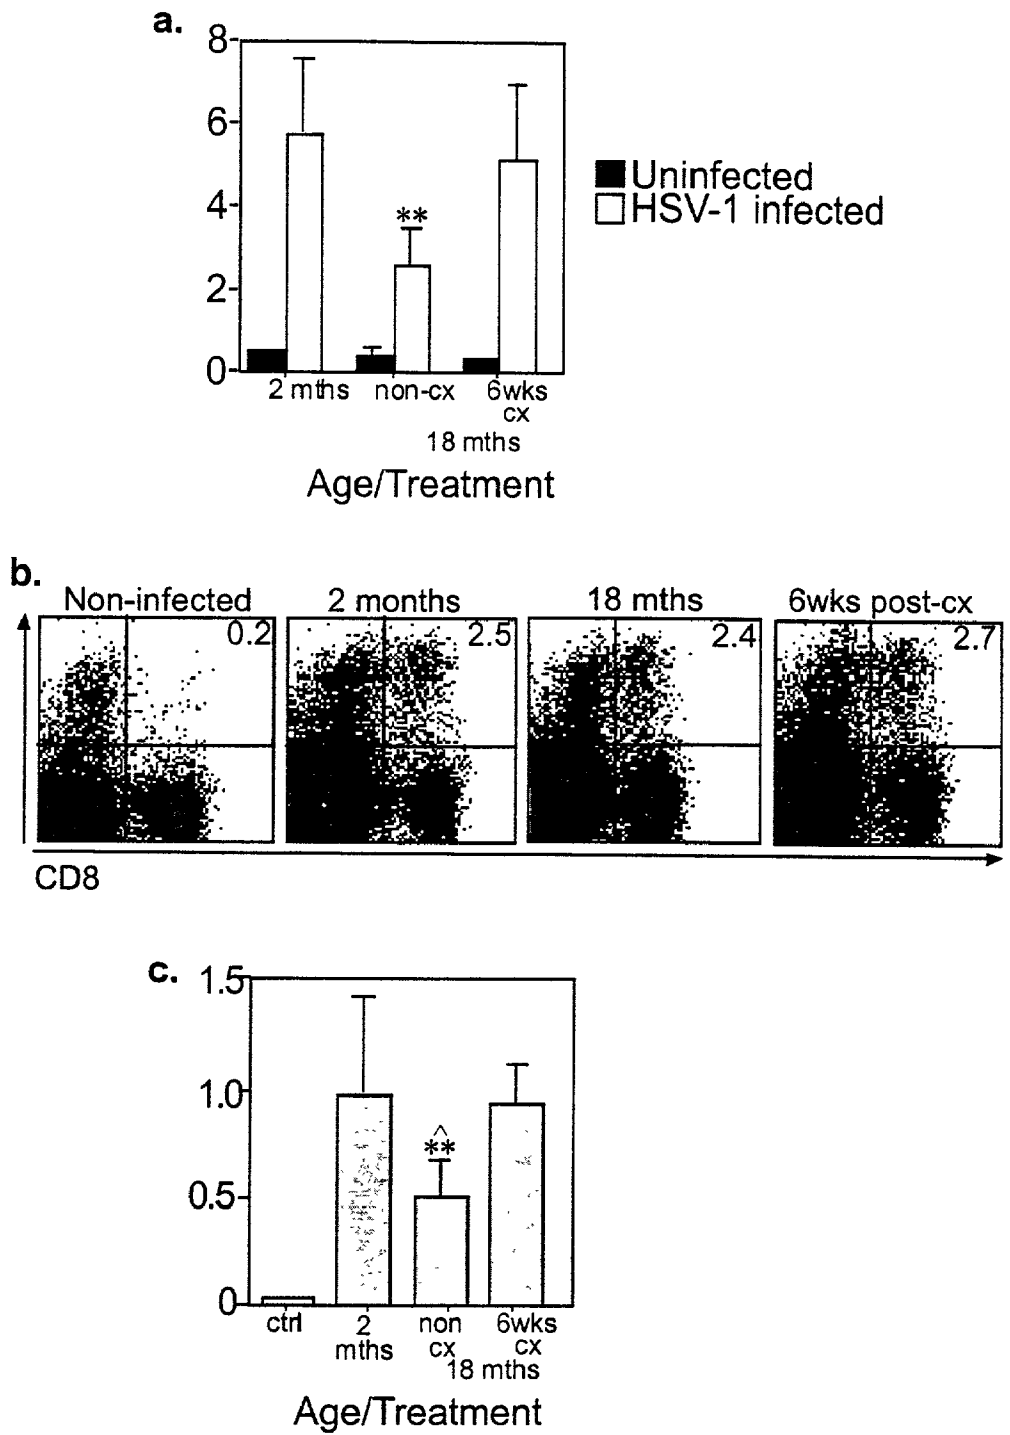 a.
8
6
4
2
0
**
Uninfected
HSV-1 infected
2 mths non-cx 6wks
cx
18 mths
Age/Treatment
b.
Non-infected 2 months 18 mths 6wks post-cx
0.2 2.5 2.4 2.7
CD8
c.
1.5
1.0
0.5
0
^
**
ctrl 2 non 6wks
mths cx cx
18 mths
Age/Treatment